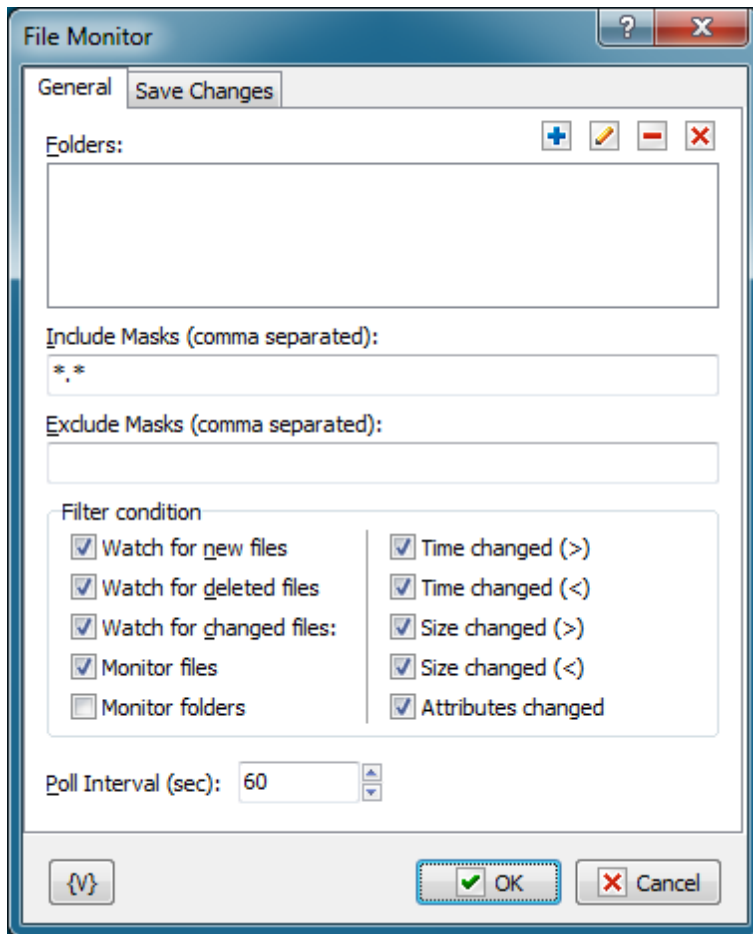 File Monitor
?
General
Save Changes
Folders:
Include Masks (comma separated):
*.*
Exclude Masks (comma separated):
Filter condition
Watch for new files
Time changed (>)
Watch for deleted files
Time changed (<)
Watch for changed files:
Size changed (>)
Monitor files
Size changed (<)
Monitor folders
Attributes changed
Poll Interval (sec): 60
{V}
OK
Cancel